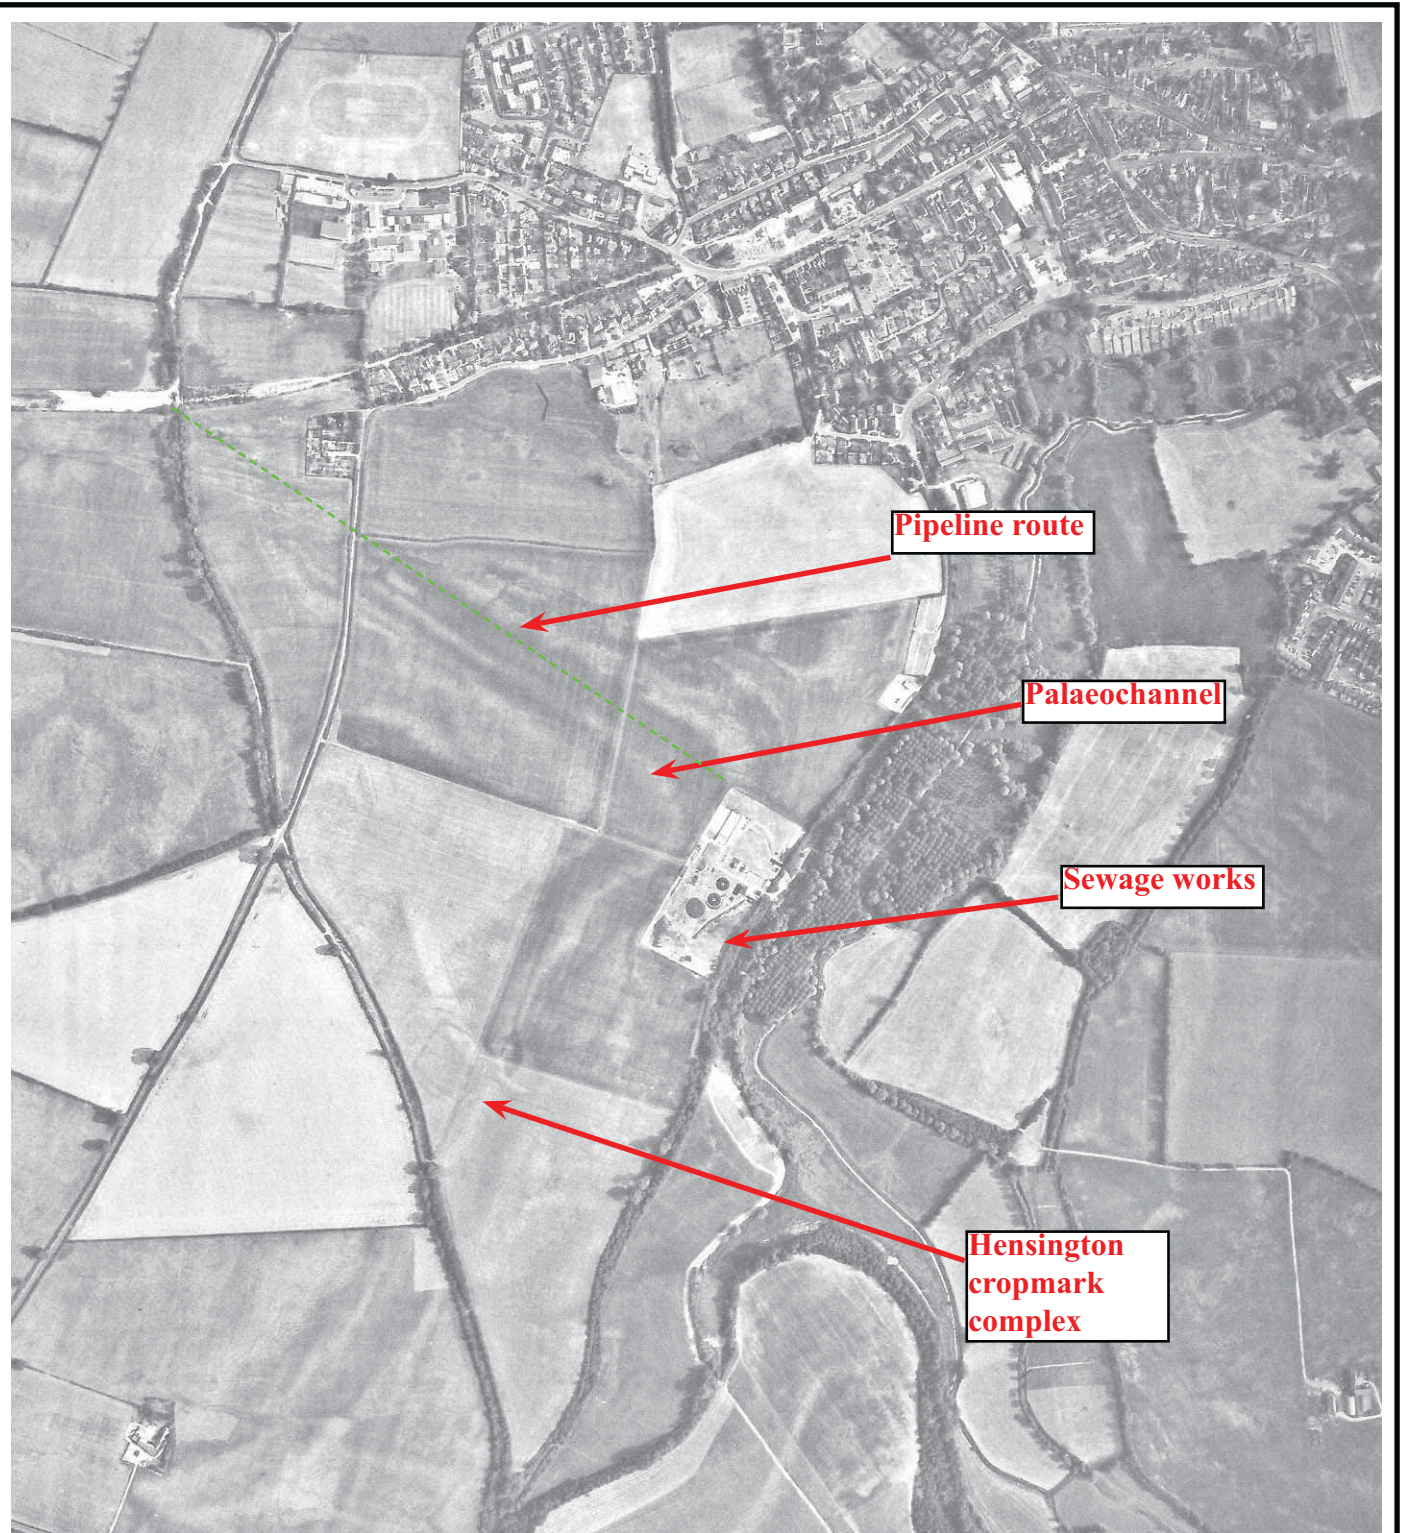 Pipeline route
Palaeochannel
Sewage works
Hensington
cropmark
complex